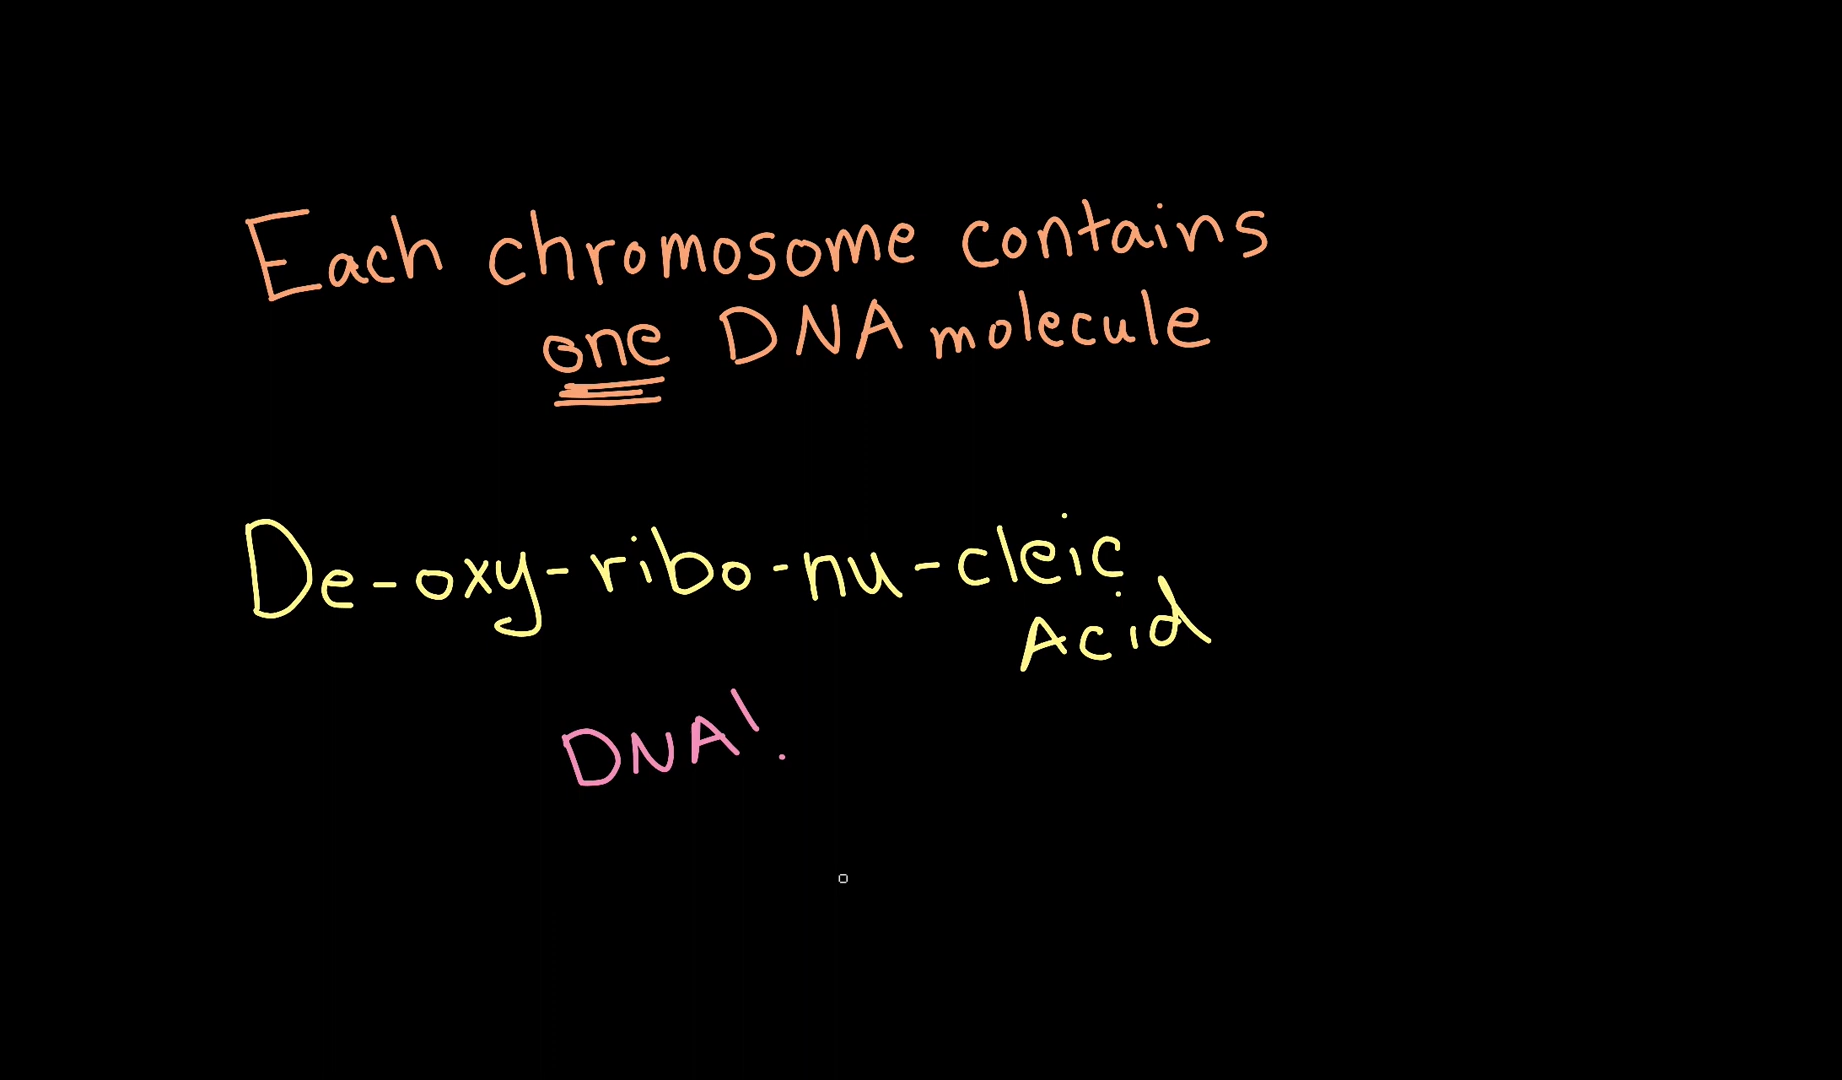 Each chromosome contains
one DNA molecule
De-oxy-ribo-nu-cleic
Acid
DNA!